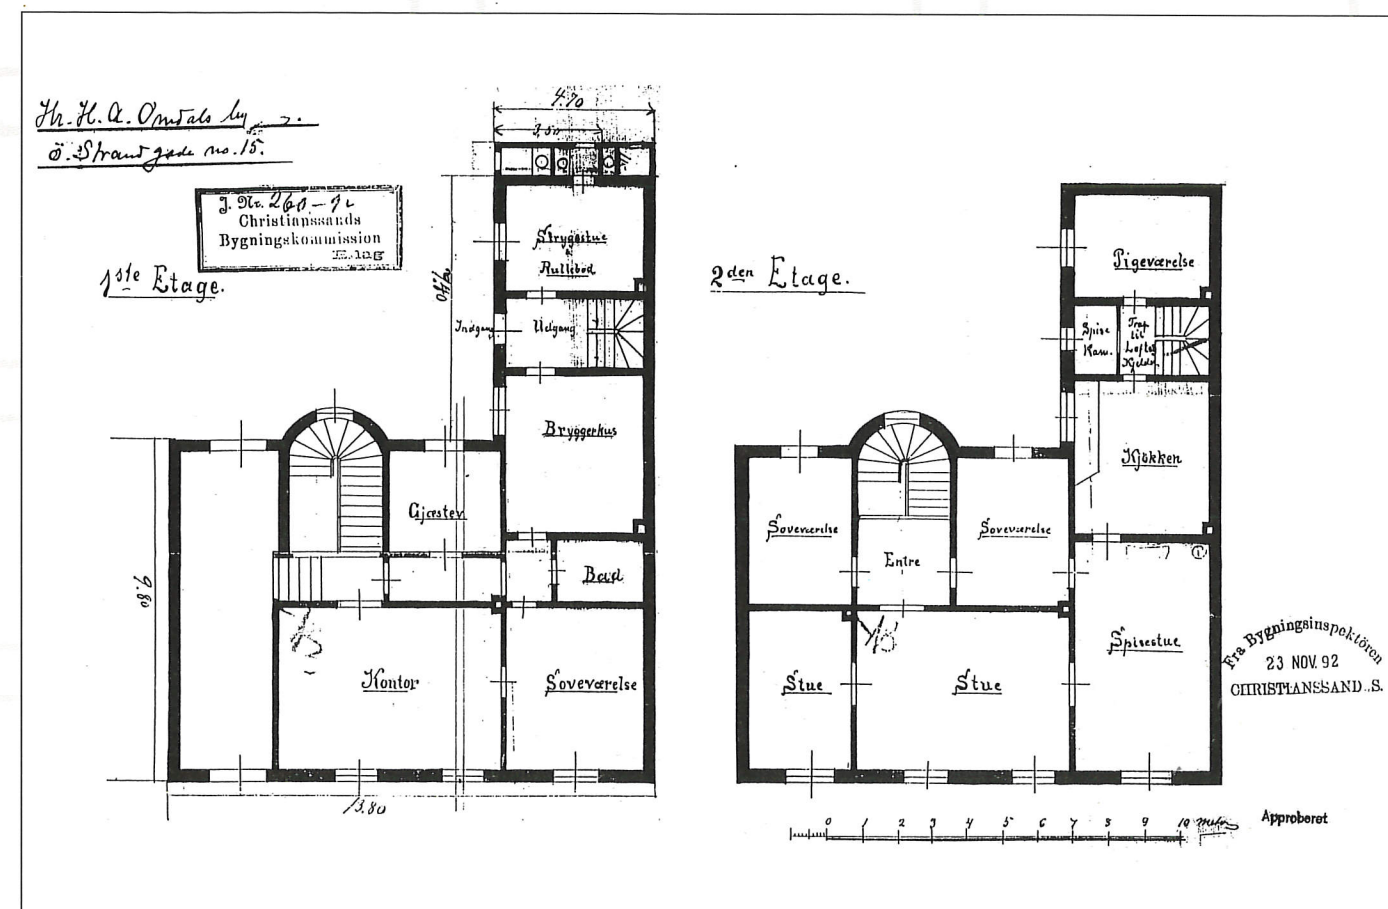 Hr. H. A. Omdals
Ö. Strandgade no. 15.
J. Nr. 260-92
Christianssands
Bygningskommission
1ste Etage.
4.70
3,50
Strygestue
&
Rullebod
Indgang
Udgang
Bryggerhus
Gjæster
Bad
Kontor
Soveværelse
9.80
13.80
2den Etage.
Pigeværelse
Spise
Kam.
Trap
til
Loft &
Kjelder
Kjökken
Soveværelse
Soveværelse
Entre
Spisestue
Stue
Stue
Fra Bygningsinspektören
23 NOV. 92
CHRISTIANSSAND. S.
0 1 2 3 4 5 6 7 8 9 10 Meter
Approberet